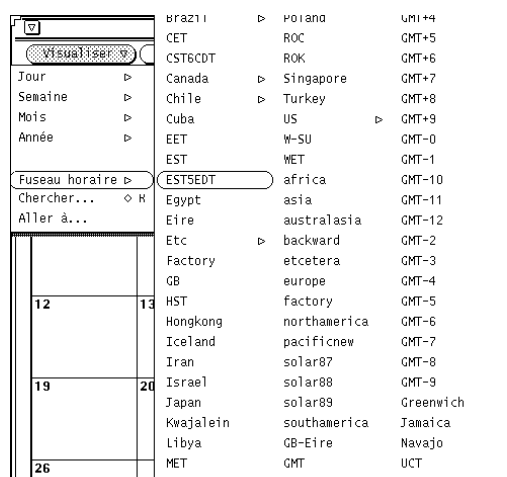 Visualiser
Jour
Semaine
Mois
Année
Fuseau horaire
Chercher... ◇ H
Aller à...
12 13
19 20
26
Brazil
CET
CST6CDT
Canada
Chile
Cuba
EET
EST
EST5EDT
Egypt
Eire
Etc
Factory
GB
HST
Hongkong
Iceland
Iran
Israel
Japan
Kwajalein
Libya
MET
Poland
ROC
ROK
Singapore
Turkey
US
W-SU
WET
africa
asia
australasia
backward
etcetera
europe
factory
northamerica
pacificnew
solar87
solar88
solar89
southamerica
GB-Eire
GMT
GMT+4
GMT+5
GMT+6
GMT+7
GMT+8
GMT+9
GMT-0
GMT-1
GMT-10
GMT-11
GMT-12
GMT-2
GMT-3
GMT-4
GMT-5
GMT-6
GMT-7
GMT-8
GMT-9
Greenwich
Jamaica
Navajo
UCT